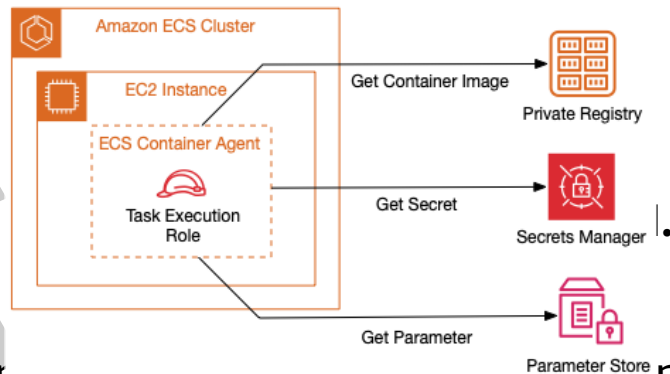 Amazon ECS Cluster
EC2 Instance
ECS Container Agent
Task Execution
Role
Get Container Image
Private Registry
Get Secret
Secrets Manager
Get Parameter
Parameter Store